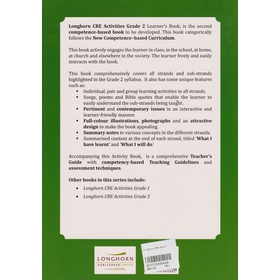 Longhorn CRE Activities Grade 2 Learner's Book, is the second
competence-based book to be developed. This book categorically
follows the New Competence-based Curriculum.
This book actively engages the learner in class, in the school, at home,
at church and elsewhere in the society. The learner freely and easily
interacts with the book.
This book comprehensively covers all strands and sub-strands
highlighted in the Grade 2 syllabus. It also has some unique features
such as:
• Individual, pair and group learning activities in all strands.
• Songs, poems and Bible quotes that enable the learner to
easily understand the sub-strands being taught.
• Pertinent and contemporary issues in an interactive and
learner-friendly manner.
• Full-colour illustrations, photographs and an attractive
design to make the book appealing.
• Summary notes to various concepts in the different strands.
• Summarised content at the end of each strand, titled 'What I
have learnt' and 'What I will do'.
Accompanying this Activity Book, is a comprehensive Teacher's
Guide with competency-based Teaching Guidelines and
assessment techniques.
Other books in this series include:
• Longhorn CRE Activities Grade 1
• Longhorn CRE Activities Grade 3
LONGHORN
PUBLISHERS